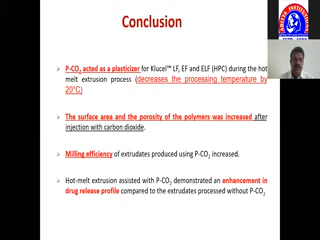 Conclusion
P-CO₂ acted as a plasticizer for Klucel™ LF, EF and ELF (HPC) during the hot
melt extrusion process (decreases the processing temperature by
20°C)
The surface area and the porosity of the polymers was increased after
injection with carbon dioxide.
Milling efficiency of extrudates produced using P-CO₂ increased.
Hot-melt extrusion assisted with P-CO₂ demonstrated an enhancement in
drug release profile compared to the extrudates processed without P-CO₂